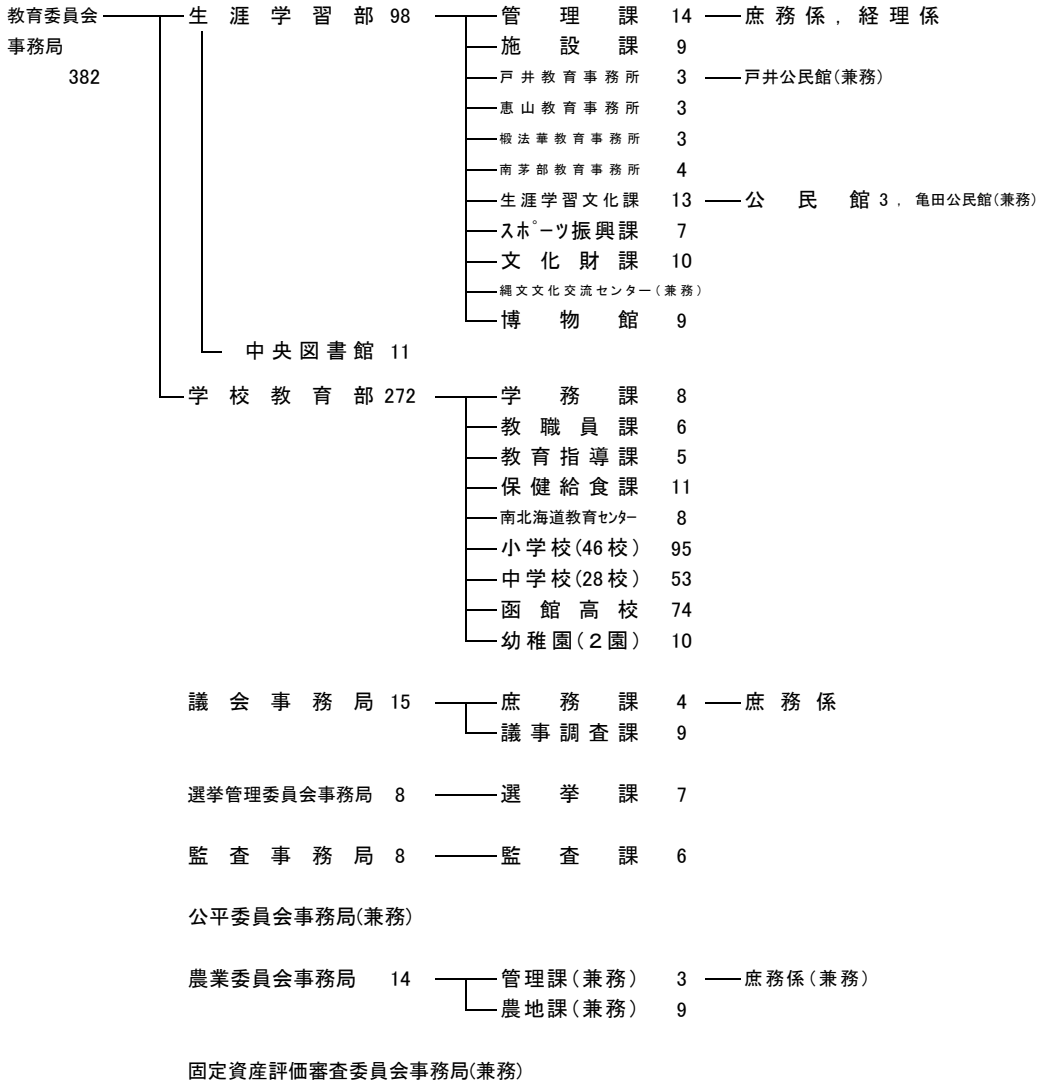 教育委員会 生涯学習部 98 管理課 14 庶務係，経理係
事務局 施設課 9
382 戸井教育事務所 3 戸井公民館(兼務)
恵山教育事務所 3
椴法華教育事務所 3
南茅部教育事務所 4
生涯学習文化課 13 公民館 3 ，亀田公民館(兼務)
スポーツ振興課 7
文化財課 10
縄文文化交流センター(兼務)
博物館 9
中央図書館 11
学校教育部 272 学務課 8
教職員課 6
教育指導課 5
保健給食課 11
南北海道教育センター 8
小学校(46校) 95
中学校(28校) 53
函館高校 74
幼稚園(２園) 10
議会事務局 15 庶務課 4 庶務係
議事調査課 9
選挙管理委員会事務局 8 選挙課 7
監査事務局 8 監査課 6
公平委員会事務局(兼務)
農業委員会事務局 14 管理課(兼務) 3 庶務係(兼務)
農地課(兼務) 9
固定資産評価審査委員会事務局(兼務)